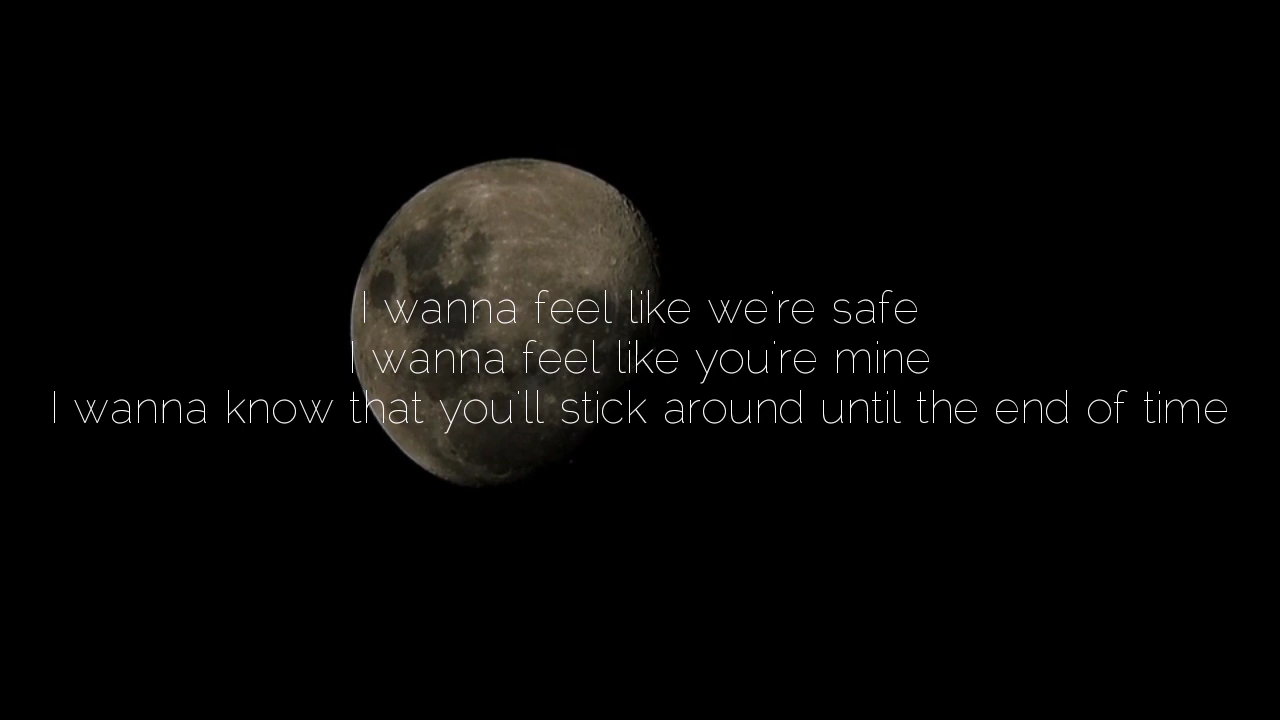 I wanna feel like we're safe
I wanna feel like you're mine
I wanna know that you'll stick around until the end of time